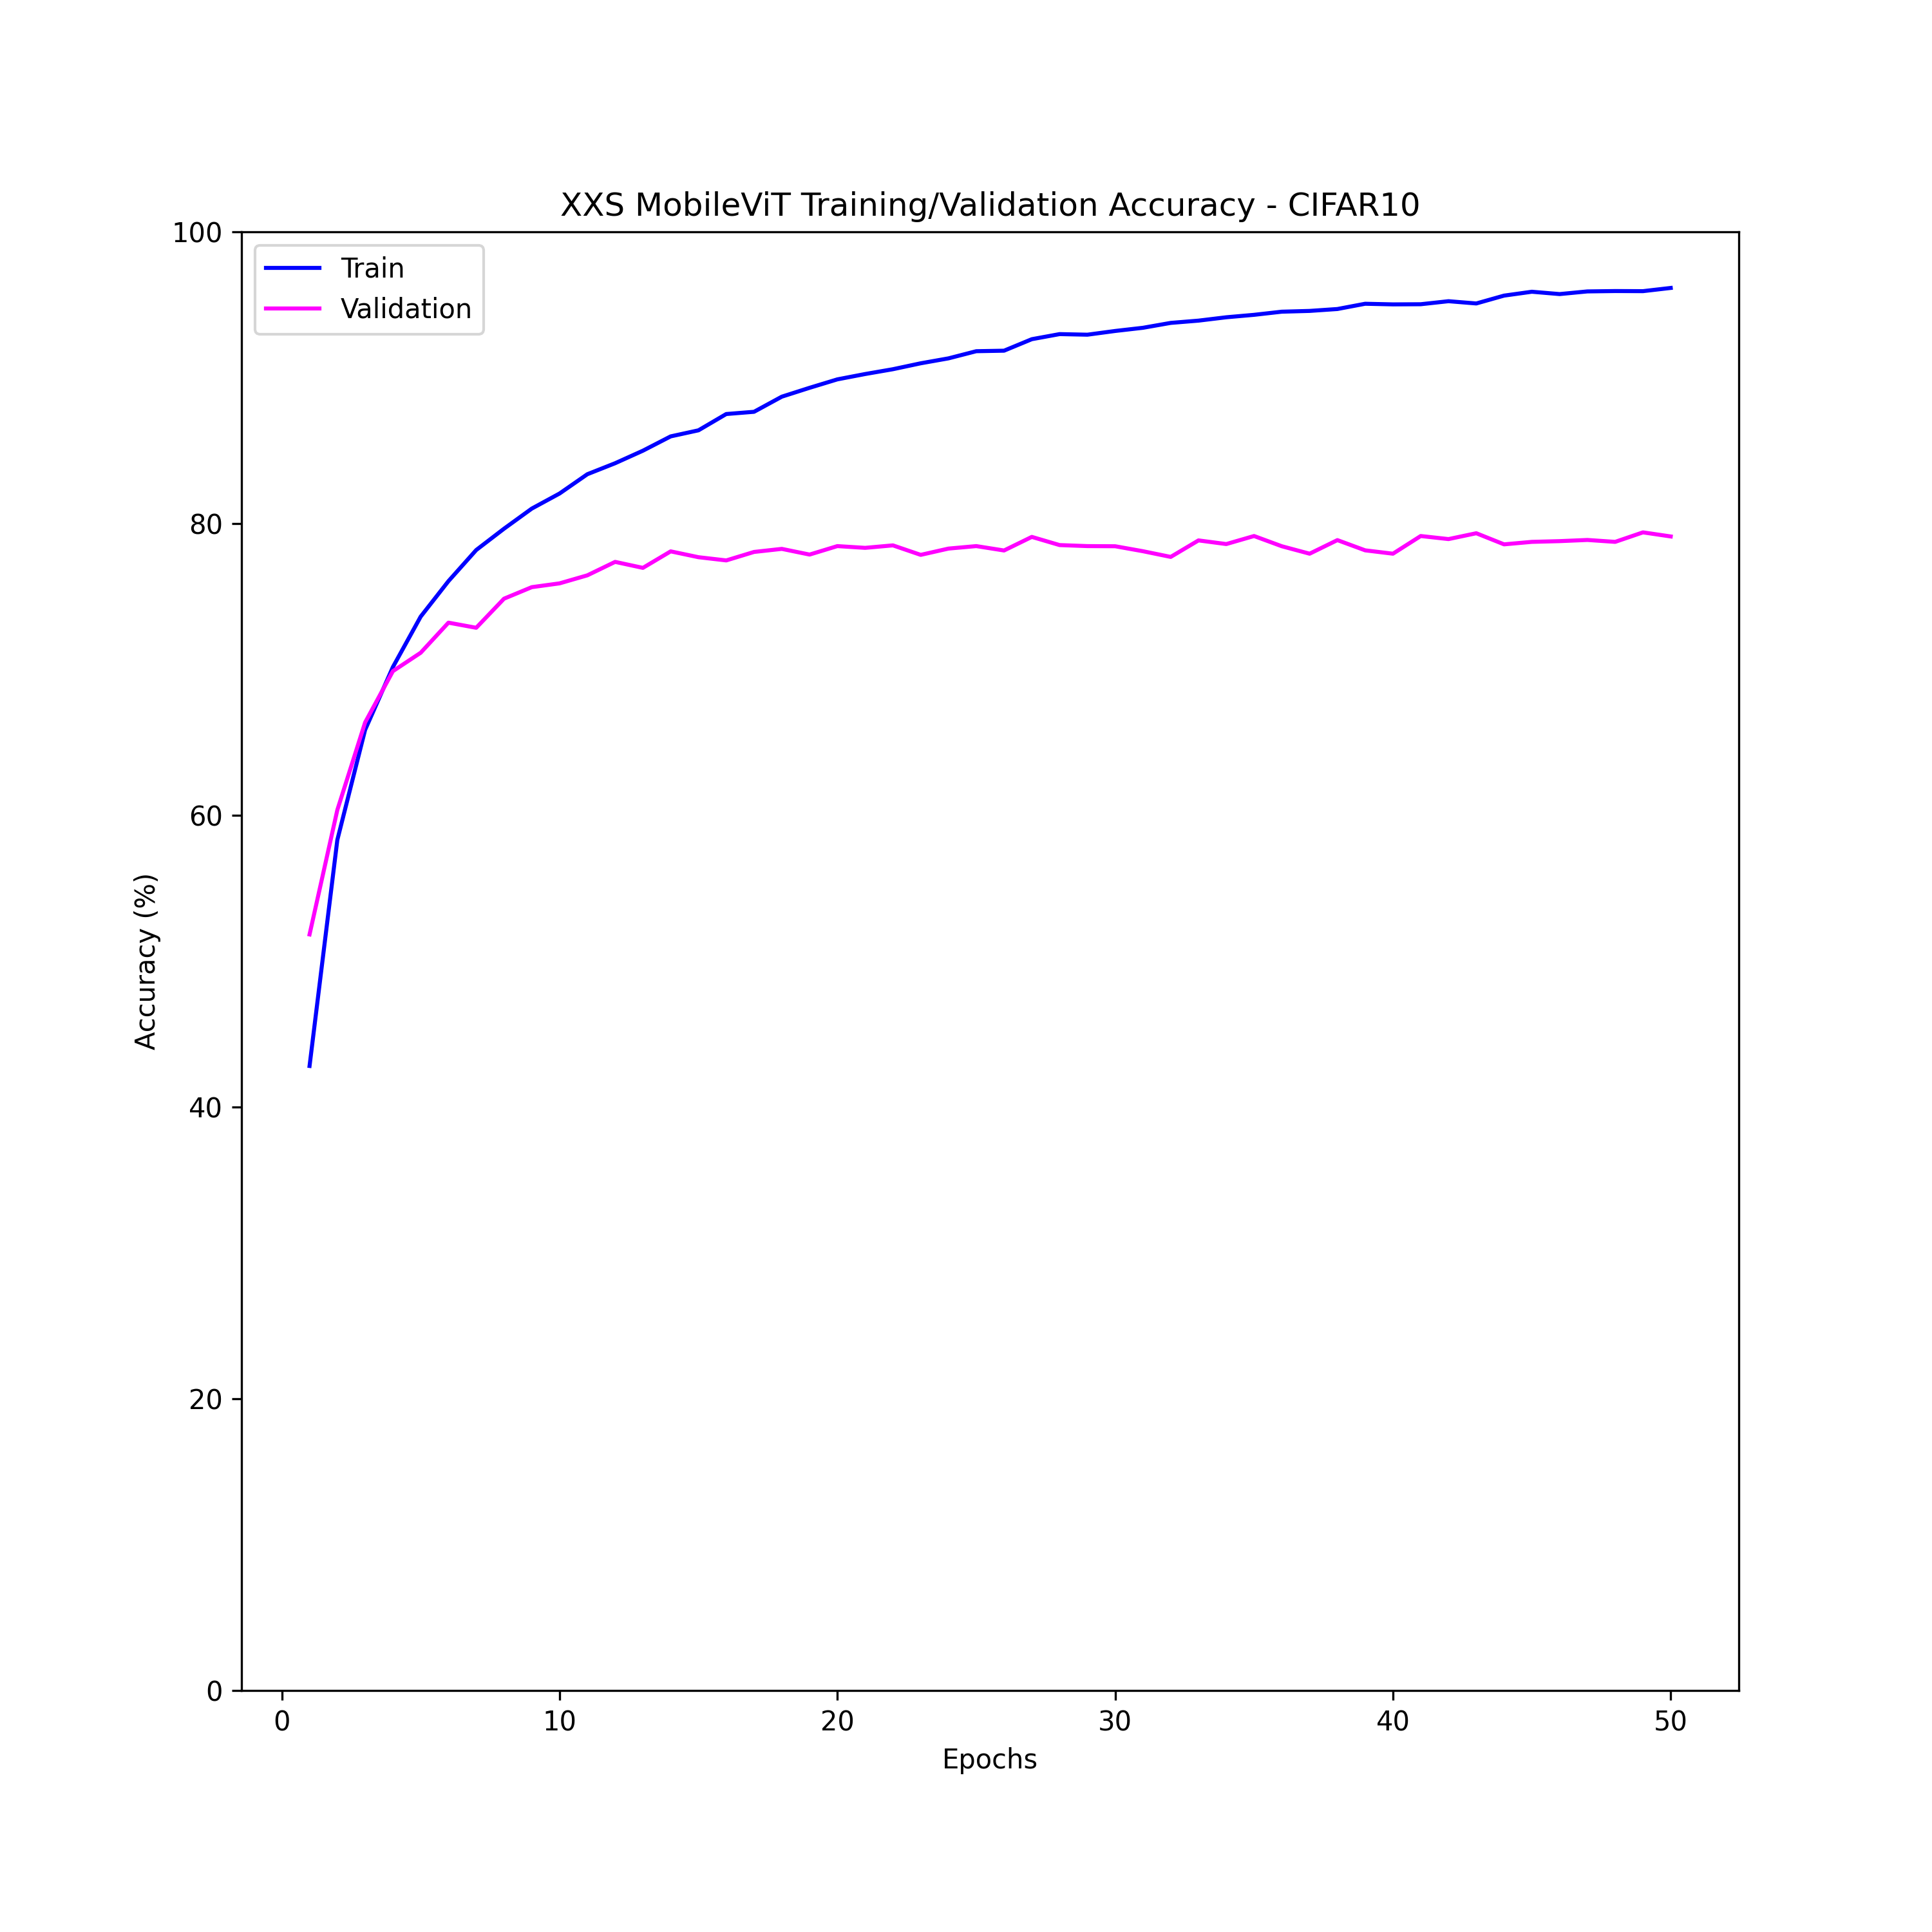 XXS MobileViT Training/Validation Accuracy - CIFAR10
Train
Validation
100
80
60
40
20
0
Accuracy (%)
0 10 20 30 40 50
Epochs